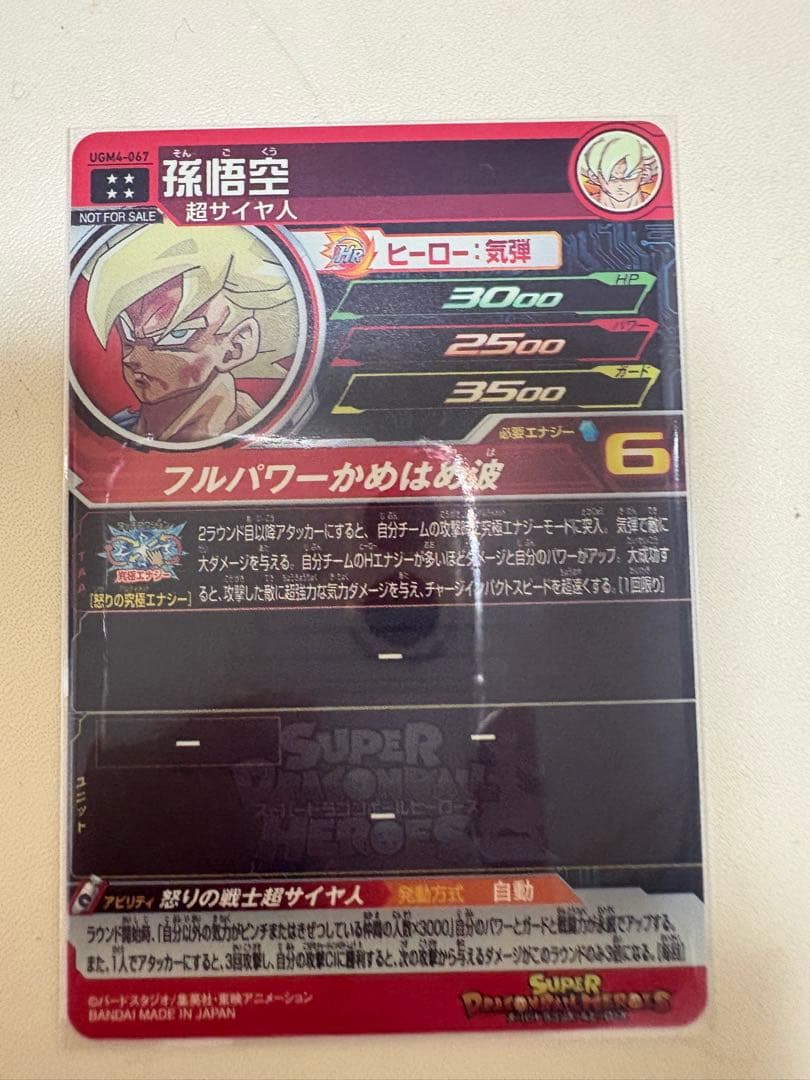 UGM4-067
そん ご くう
孫悟空
★★
★★
超サイヤ人
NOT FOR SALE
HR
ヒーロー:気弾
HP
3000
パワー
2500
ガード
3500
必要エナジー
6
は
フルパワーかめはめ波
2ラウンド目以降アタッカーにすると、自分チームの攻撃時に究極エナジーモードに突入。気弾で敵に
大ダメージを与える。自分チームのHエナジーが多いほどダメージと自分のパワーがアップ。大成功す
ると、攻撃した敵に超強力な気力ダメージを与え、チャージインパクトスピードを超速くする。[1回限り]
究極エナジー
[怒りの究極エナジー]
ー
ー
ー
ー
SUPER
DRAGONBALL
スーパードラゴンボールヒーローズ
HEROES
ユニット
アビリティ 怒りの戦士超サイヤ人 発動方式 自動
ラウンド開始時、「自分以外の気力がピンチまたはきぜつしている仲間の人数×3000」自分のパワーとガードと戦闘力が永続でアップする。
また、1人でアタッカーにすると、3回攻撃し、自分の攻撃CIに勝利すると、次の攻撃から与えるダメージがこのラウンドのみ3倍になる。[毎回]
©バードスタジオ/集英社・東映アニメーション
BANDAI MADE IN JAPAN
SUPER
DRAGONBALL HEROES